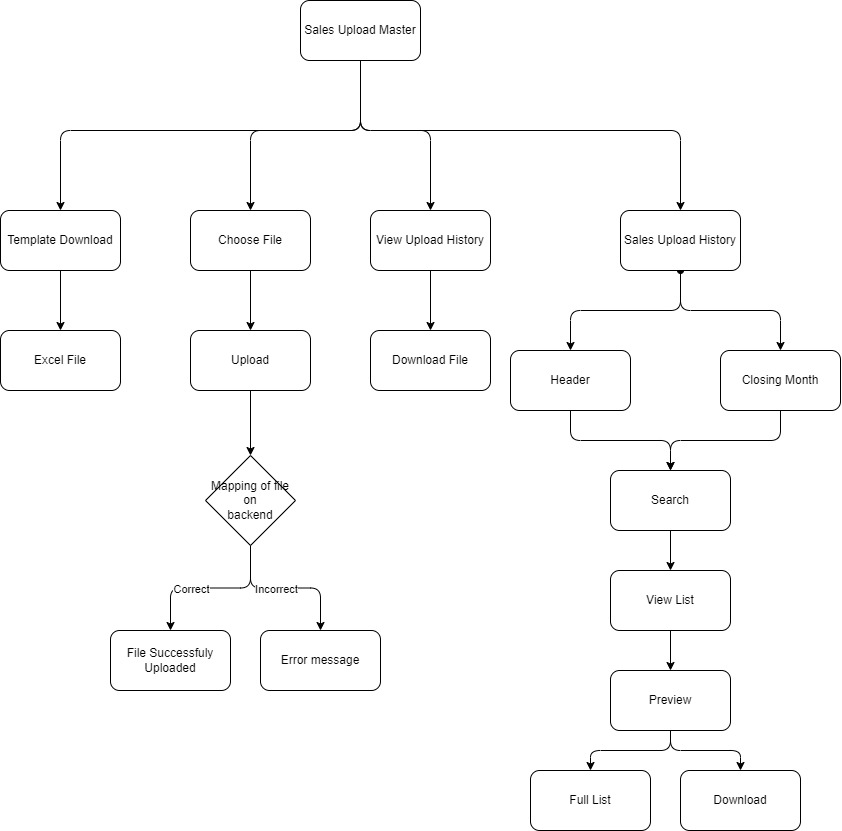 Sales Upload Master
Template Download
Choose File
View Upload History
Sales Upload History
Excel File
Upload
Download File
Header
Closing Month
Mapping of file
on
backend
Search
Correct
Incorrect
View List
File Successfuly
Uploaded
Error message
Preview
Full List
Download